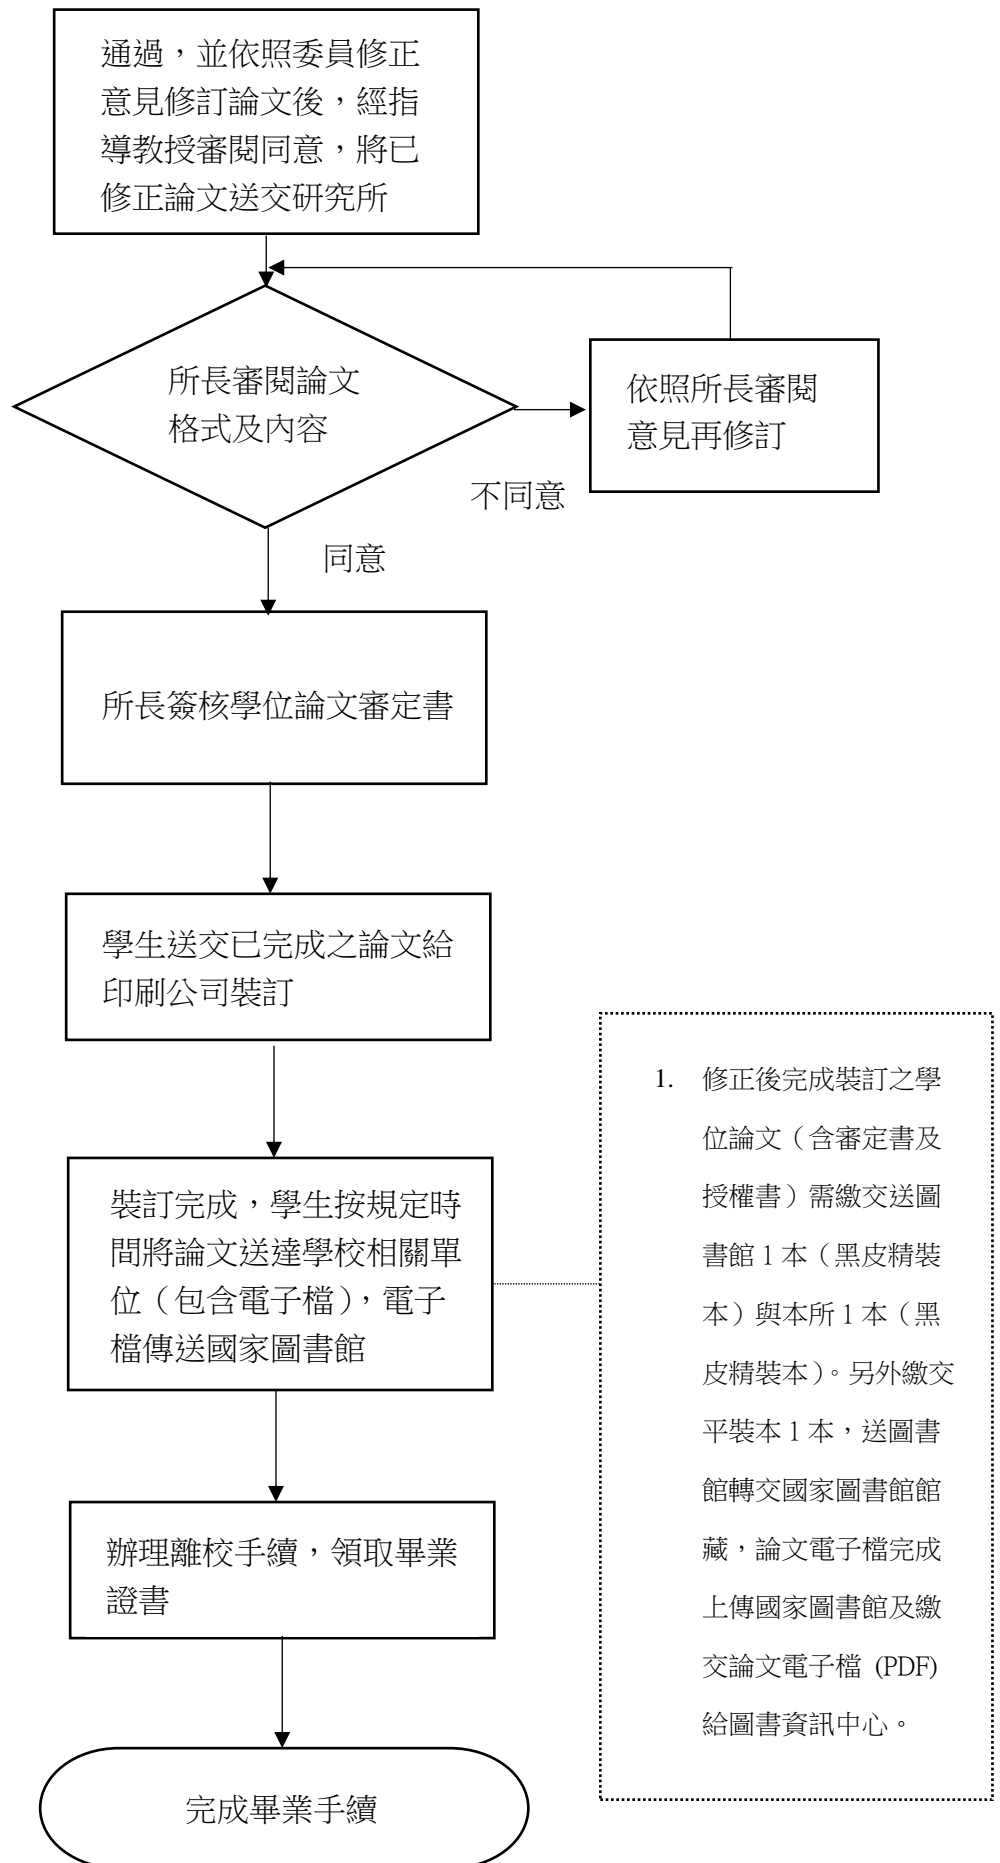 通過，並依照委員修正
意見修訂論文後，經指
導教授審閱同意，將已
修正論文送交研究所
所長審閱論文
格式及內容
依照所長審閱
意見再修訂
不同意
同意
所長簽核學位論文審定書
學生送交已完成之論文給
印刷公司裝訂
裝訂完成，學生按規定時
間將論文送達學校相關單
位（包含電子檔），電子
檔傳送國家圖書館
1. 修正後完成裝訂之學
位論文（含審定書及
授權書）需繳交送圖
書館 1 本（黑皮精裝
本）與本所 1 本（黑
皮精裝本）。另外繳交
平裝本 1 本，送圖書
館轉交國家圖書館館
藏，論文電子檔完成
上傳國家圖書館及繳
交論文電子檔 (PDF)
給圖書資訊中心。
辦理離校手續，領取畢業
證書
完成畢業手續